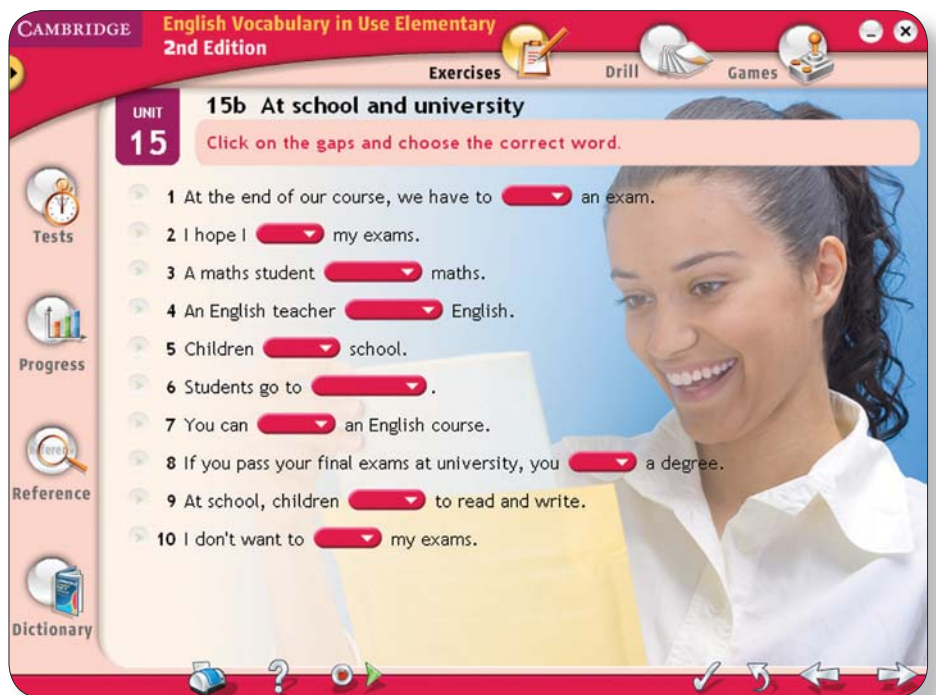 CAMBRIDGE
English Vocabulary in Use Elementary
2nd Edition
Exercises
Drill
Games
UNIT
15
15b At school and university
Click on the gaps and choose the correct word.
1 At the end of our course, we have to an exam.
2 I hope I my exams.
3 A maths student maths.
4 An English teacher English.
5 Children school.
6 Students go to .
7 You can an English course.
8 If you pass your final exams at university, you a degree.
9 At school, children to read and write.
10 I don't want to my exams.
Tests
Progress
Reference
Dictionary